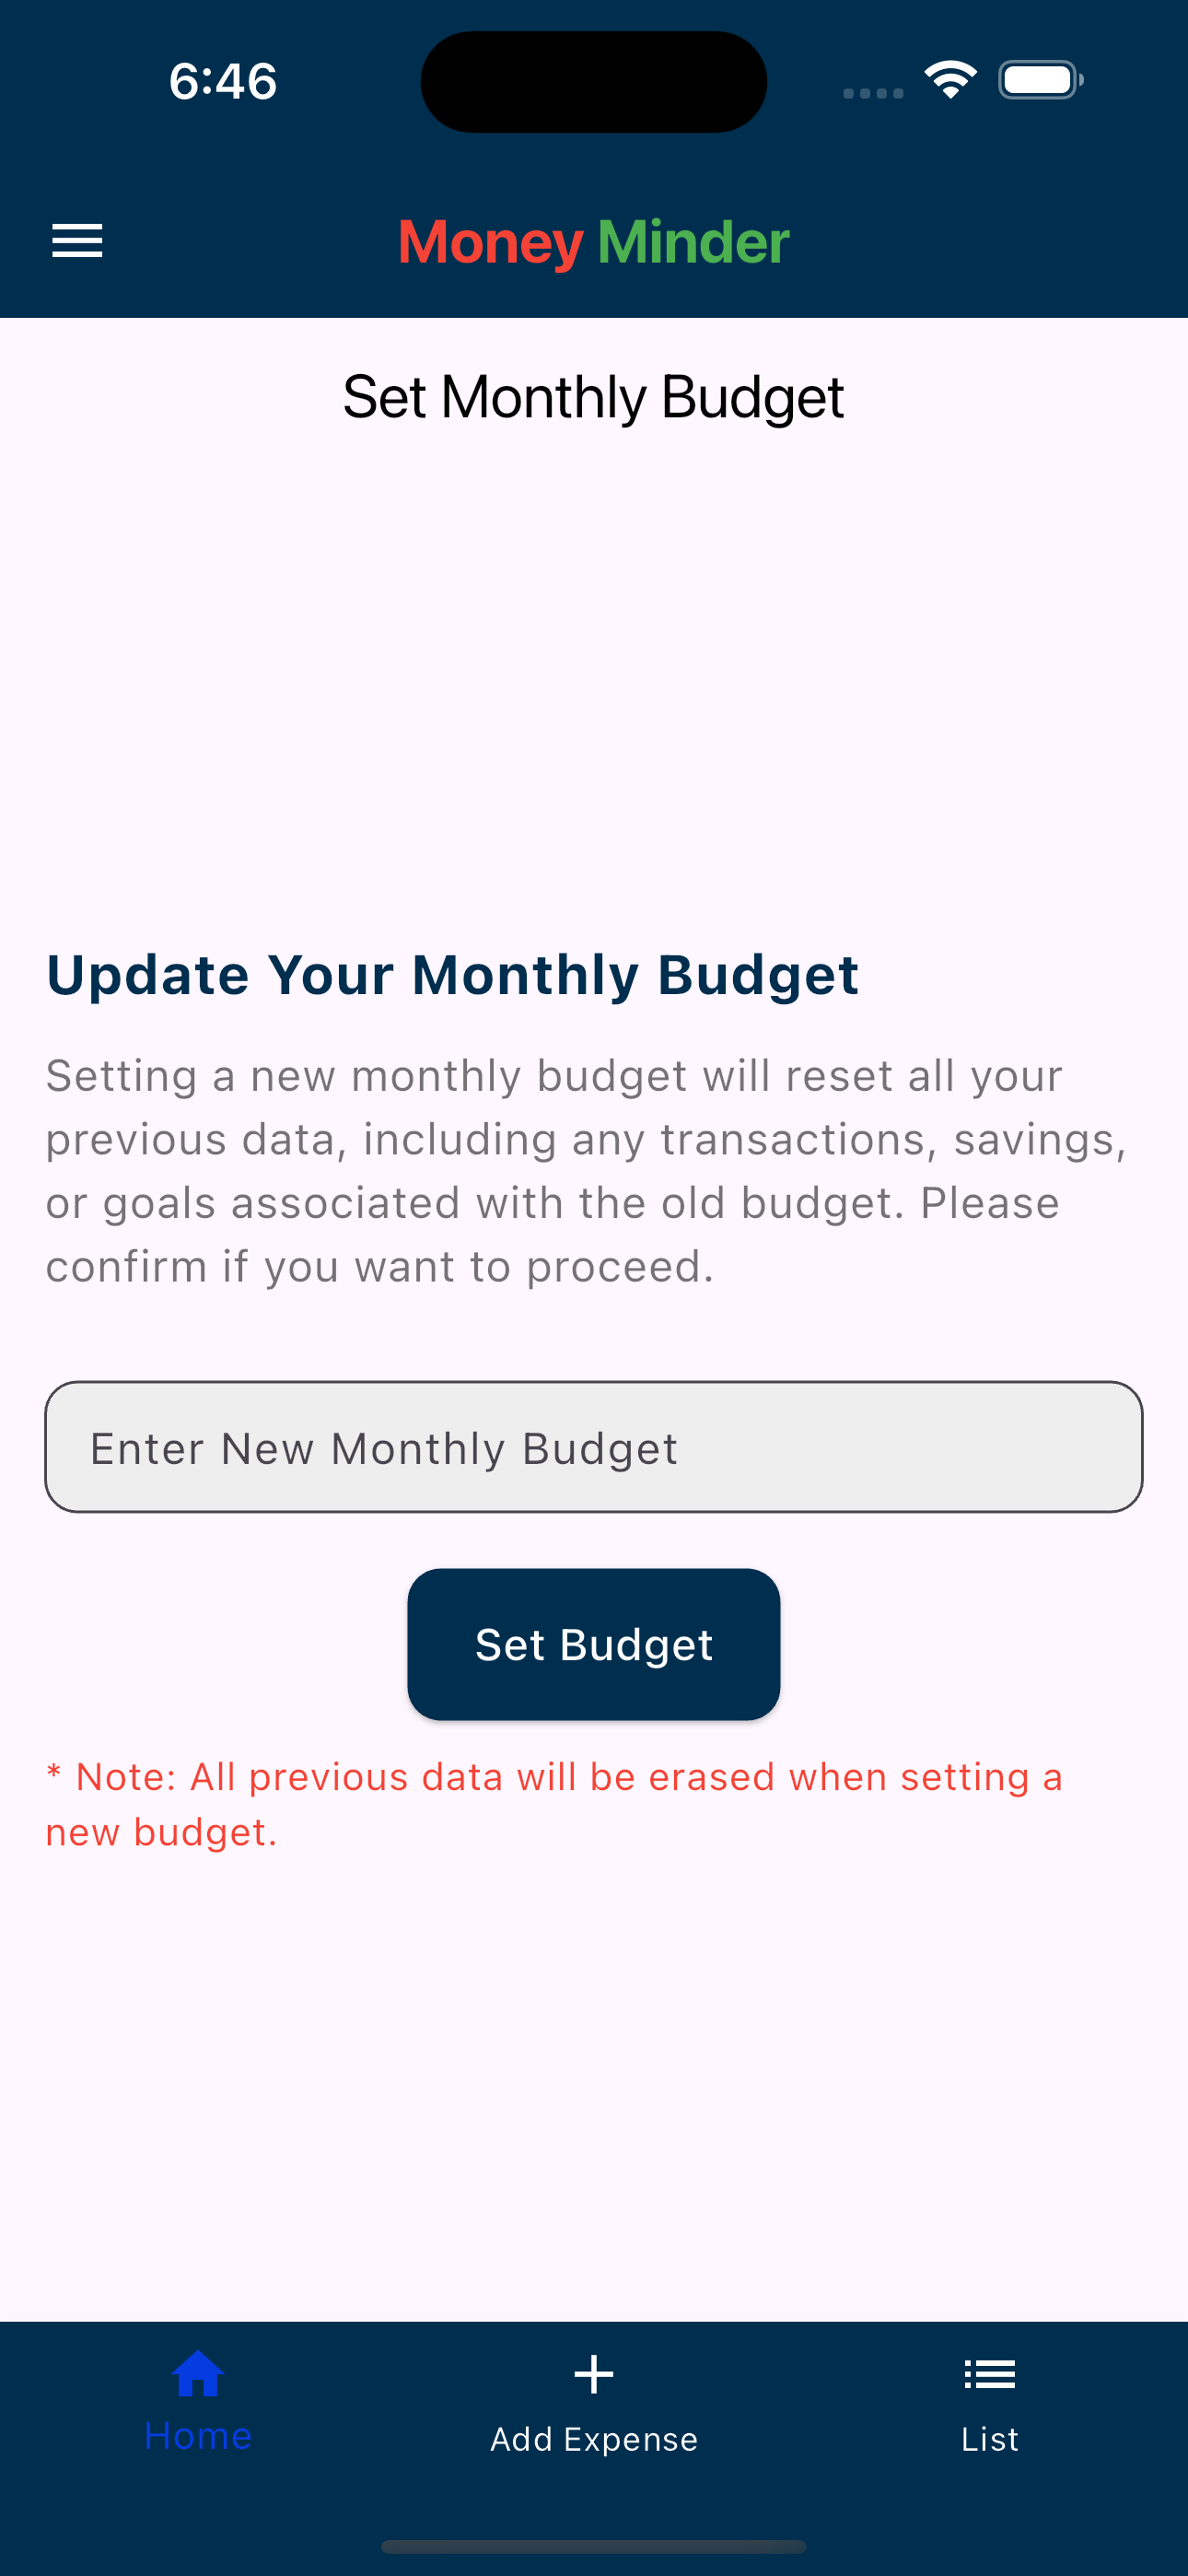 6:46
Money Minder
Set Monthly Budget
Update Your Monthly Budget
Setting a new monthly budget will reset all your
previous data, including any transactions, savings,
or goals associated with the old budget. Please
confirm if you want to proceed.
Enter New Monthly Budget
Set Budget
* Note: All previous data will be erased when setting a
new budget.
Home
Add Expense
List